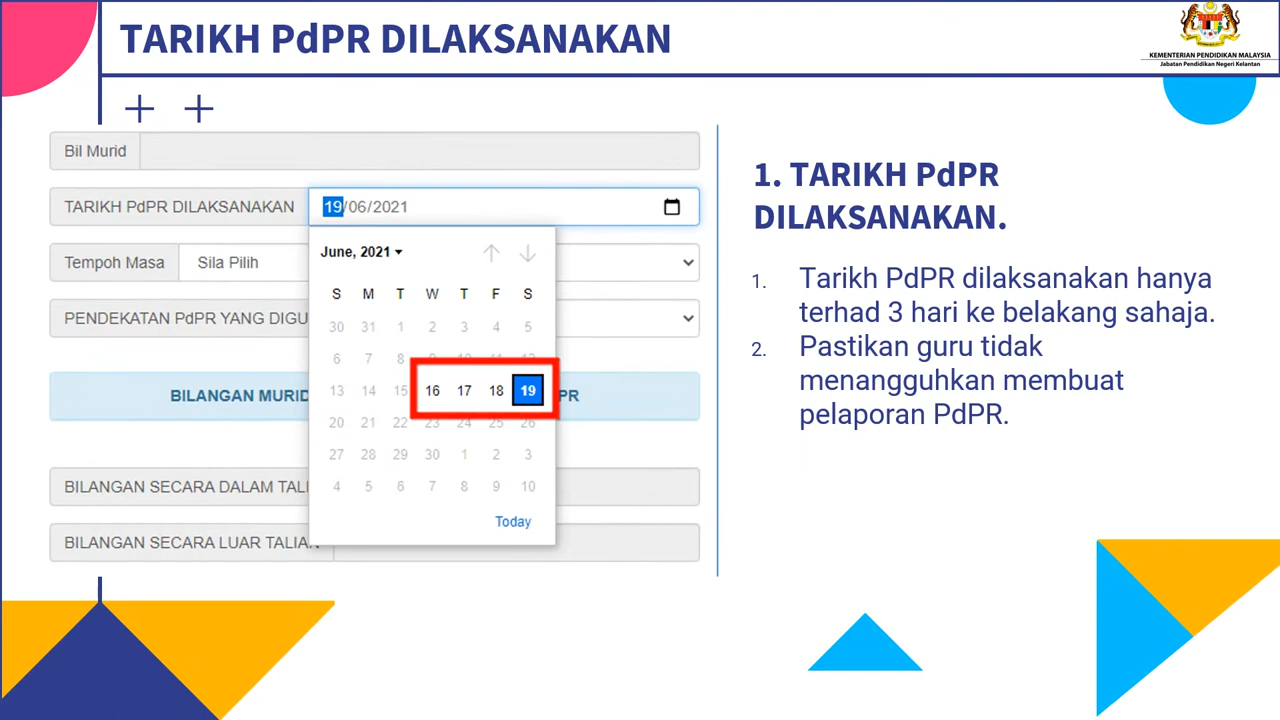 TARIKH PdPR DILAKSANAKAN
KEMENTERIAN PENDIDIKAN MALAYSIA
Jabatan Pendidikan Negeri Kelantan
Bil Murid
TARIKH PdPR DILAKSANAKAN 19/06/2021
Tempoh Masa Sila Pilih
PENDEKATAN PdPR YANG DIGU
BILANGAN MURID PR
BILANGAN SECARA DALAM TALI
BILANGAN SECARA LUAR TALIAN
June, 2021
S M T W T F S
30 31 1 2 3 4 5
6 7 8 9 10 11 12
13 14 15 16 17 18 19
20 21 22 23 24 25 26
27 28 29 30 1 2 3
4 5 6 7 8 9 10
Today
1. TARIKH PdPR
DILAKSANAKAN.
1. Tarikh PdPR dilaksanakan hanya
terhad 3 hari ke belakang sahaja.
2. Pastikan guru tidak
menangguhkan membuat
pelaporan PdPR.